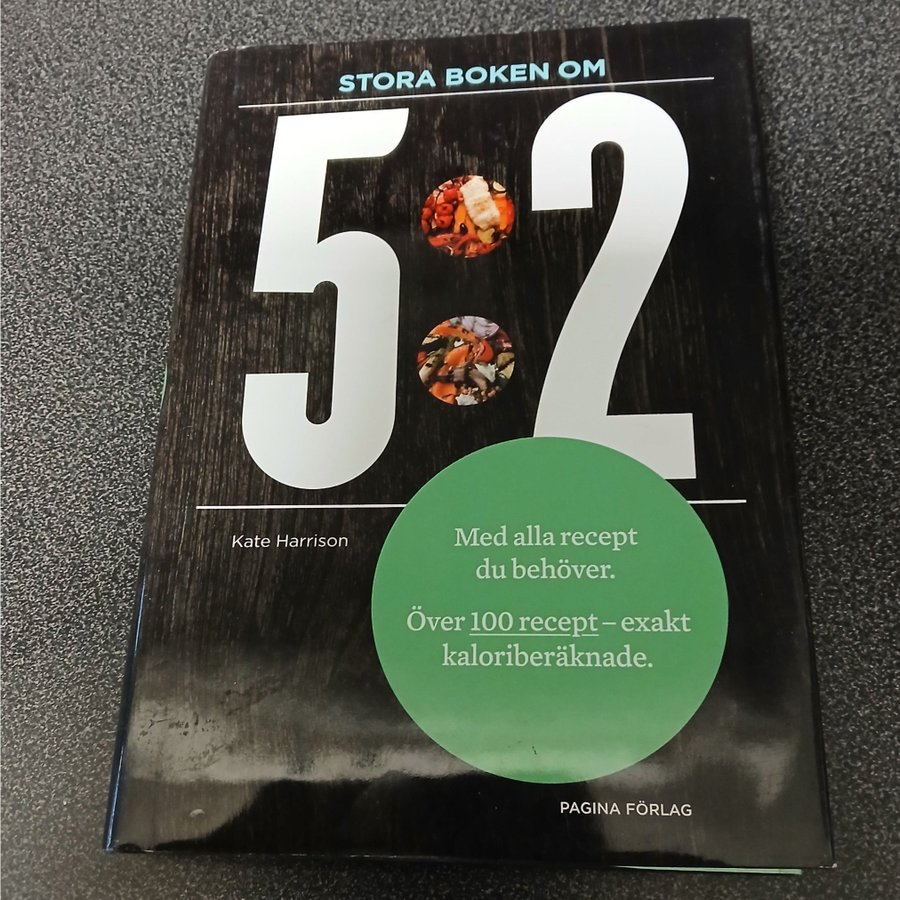 STORA BOKEN OM
5:2
Kate Harrison
Med alla recept
du behöver.
Över 100 recept – exakt
kaloriberäknade.
PAGINA FÖRLAG